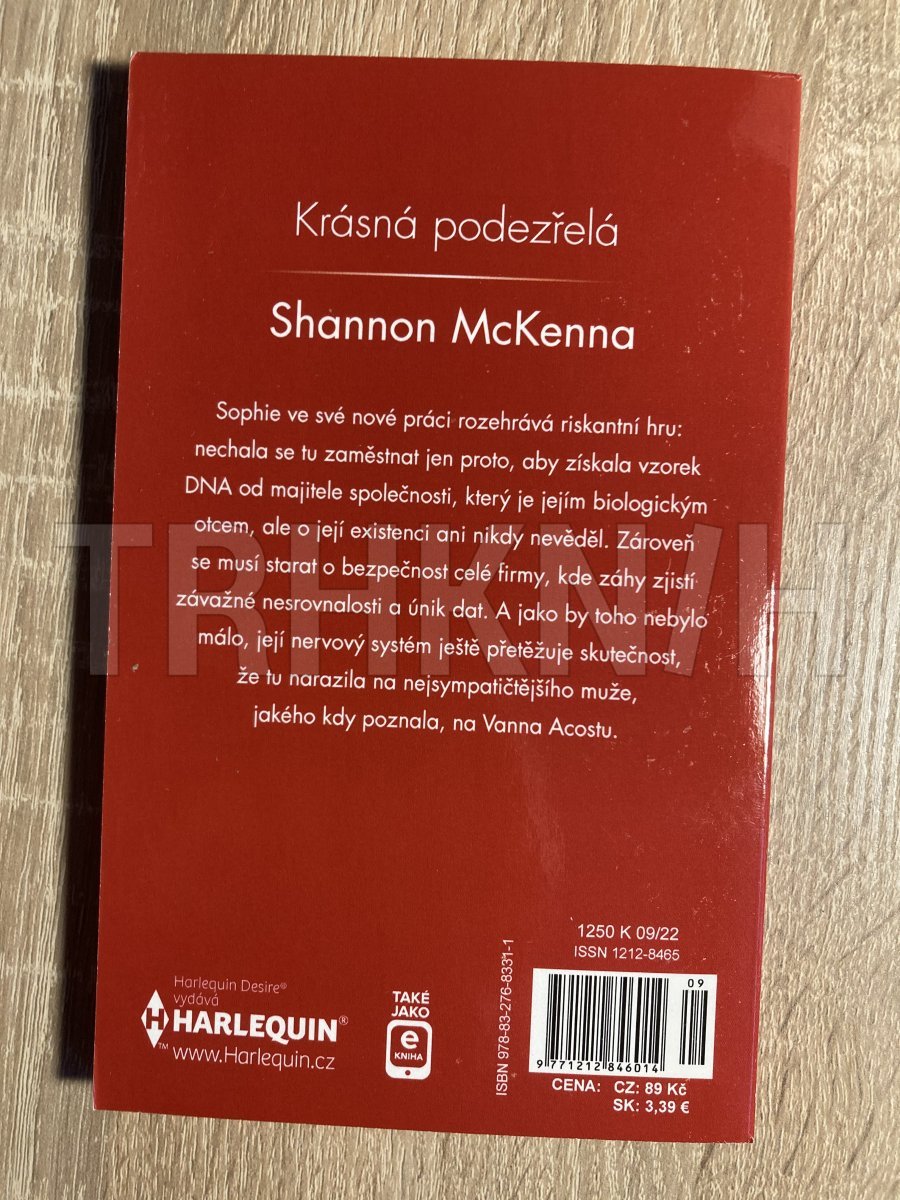 Krásná podezřelá
Shannon McKenna
Sophie ve své nové práci rozehrává riskantní hru:
nechala se tu zaměstnat jen proto, aby získala vzorek
DNA od majitele společnosti, který je jejím biologickým
otcem, ale o její existenci ani nikdy nevěděl. Zároveň
se musí starat o bezpečnost celé firmy, kde záhy zjistí
závažné nesrovnalosti a únik dat. A jako by toho nebylo
málo, její nervový systém ještě přetěžuje skutečnost,
že tu narazila na nejsympatičtějšího muže,
jakého kdy poznala, na Vanna Acostu.
TRHKNIH
Harlequin Desire®
vydává
H HARLEQUIN®
™ www.Harlequin.cz
TAKÉ
JAKO
e
KNIHA
ISBN 978-83-276-8331-1
1250 K 09/22
ISSN 1212-8465
09
9 771212 846014
CENA: CZ: 89 Kč
SK: 3,39 €